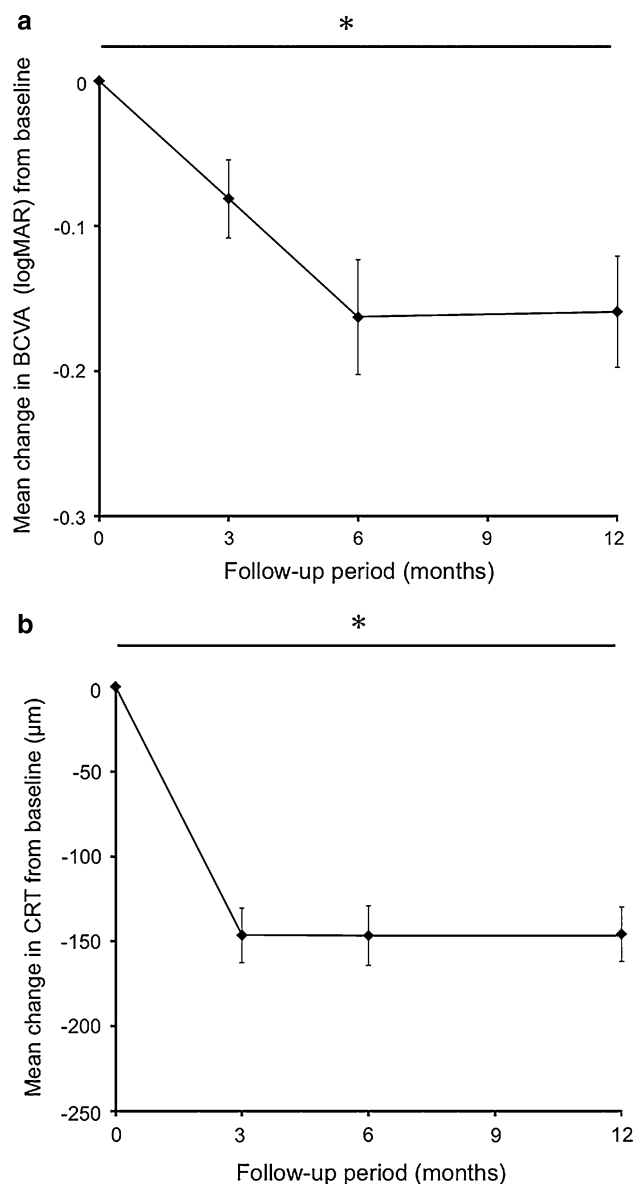 a
*
Mean change in BCVA (logMAR) from baseline
0
-0.1
-0.2
-0.3
0 3 6 9 12
Follow-up period (months)
b
*
Mean change in CRT from baseline (μm)
0
-50
-100
-150
-200
-250
0 3 6 9 12
Follow-up period (months)